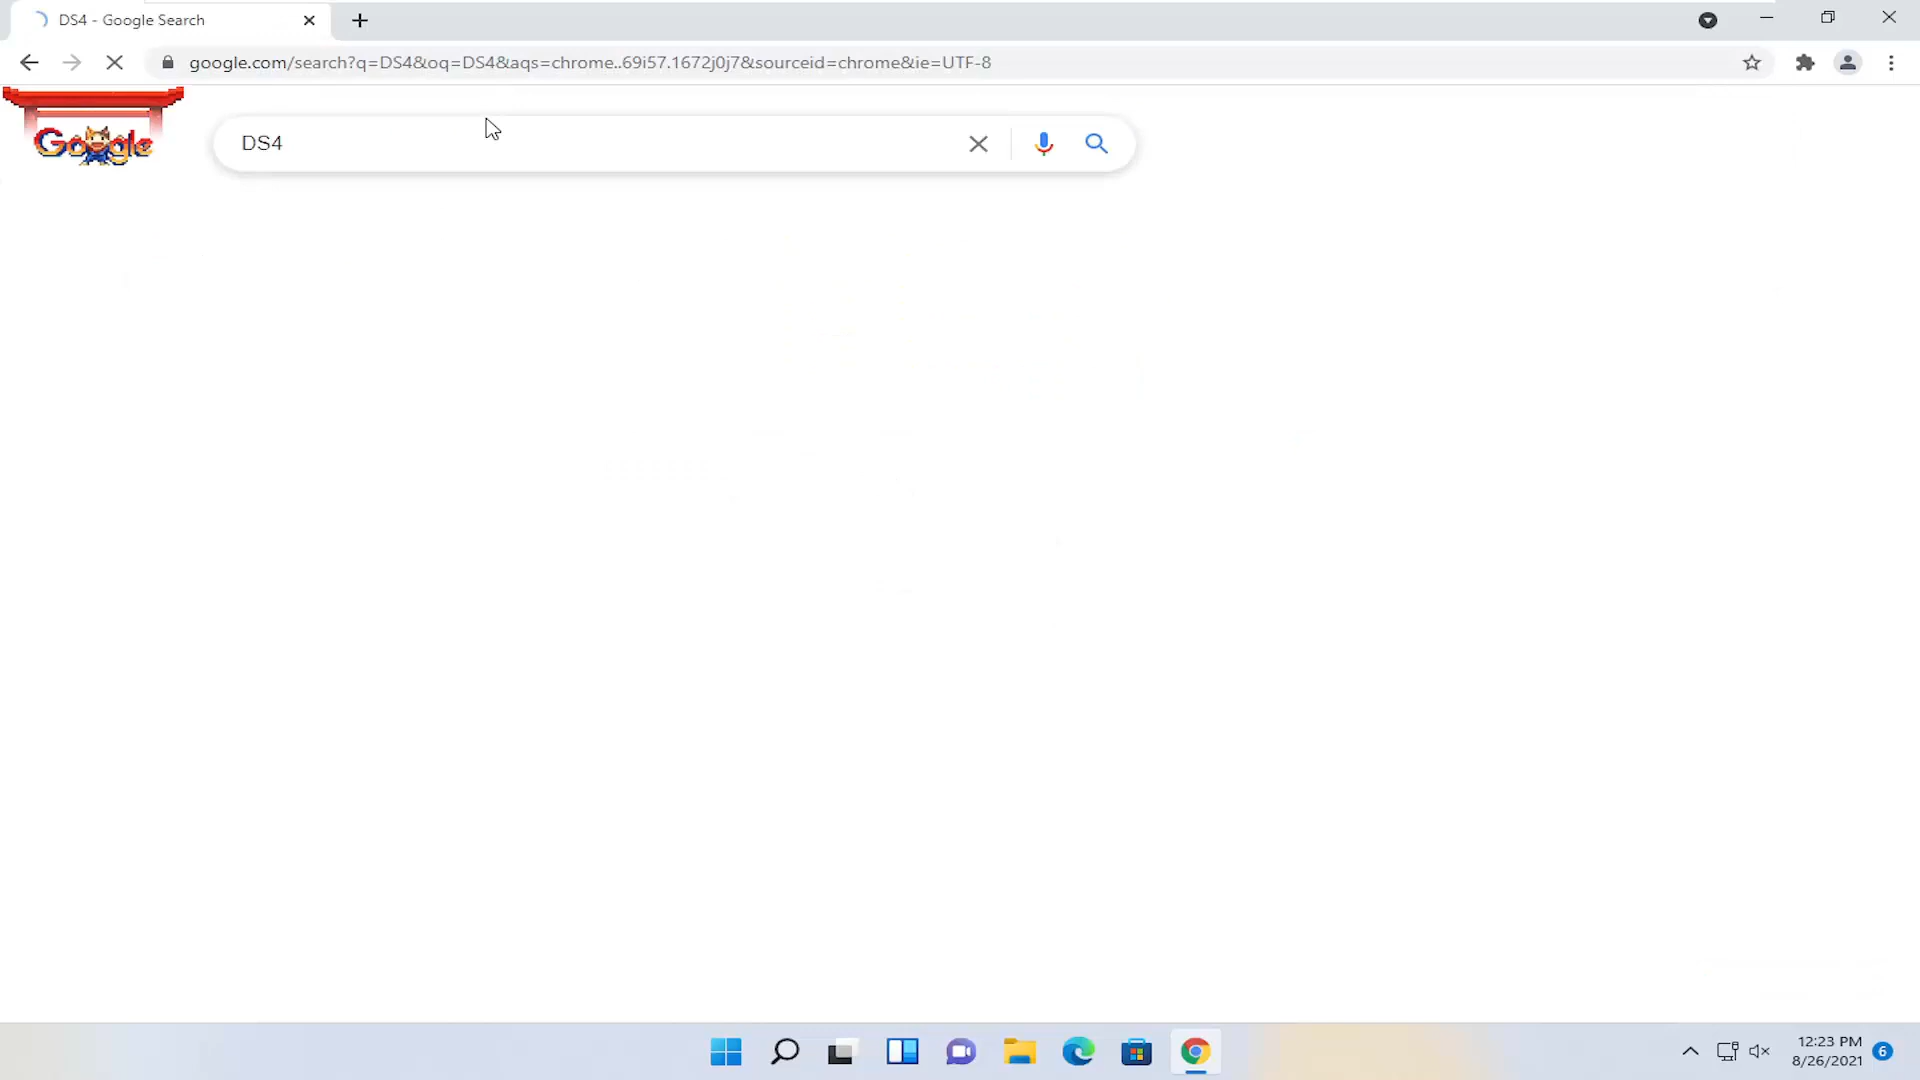 DS4 - Google Search
google.com/search?q=DS4&oq=DS4&aqs=chrome..69i57.1672j0j7&sourceid=chrome&ie=UTF-8
Google
DS4
12:23 PM
8/26/2021
6